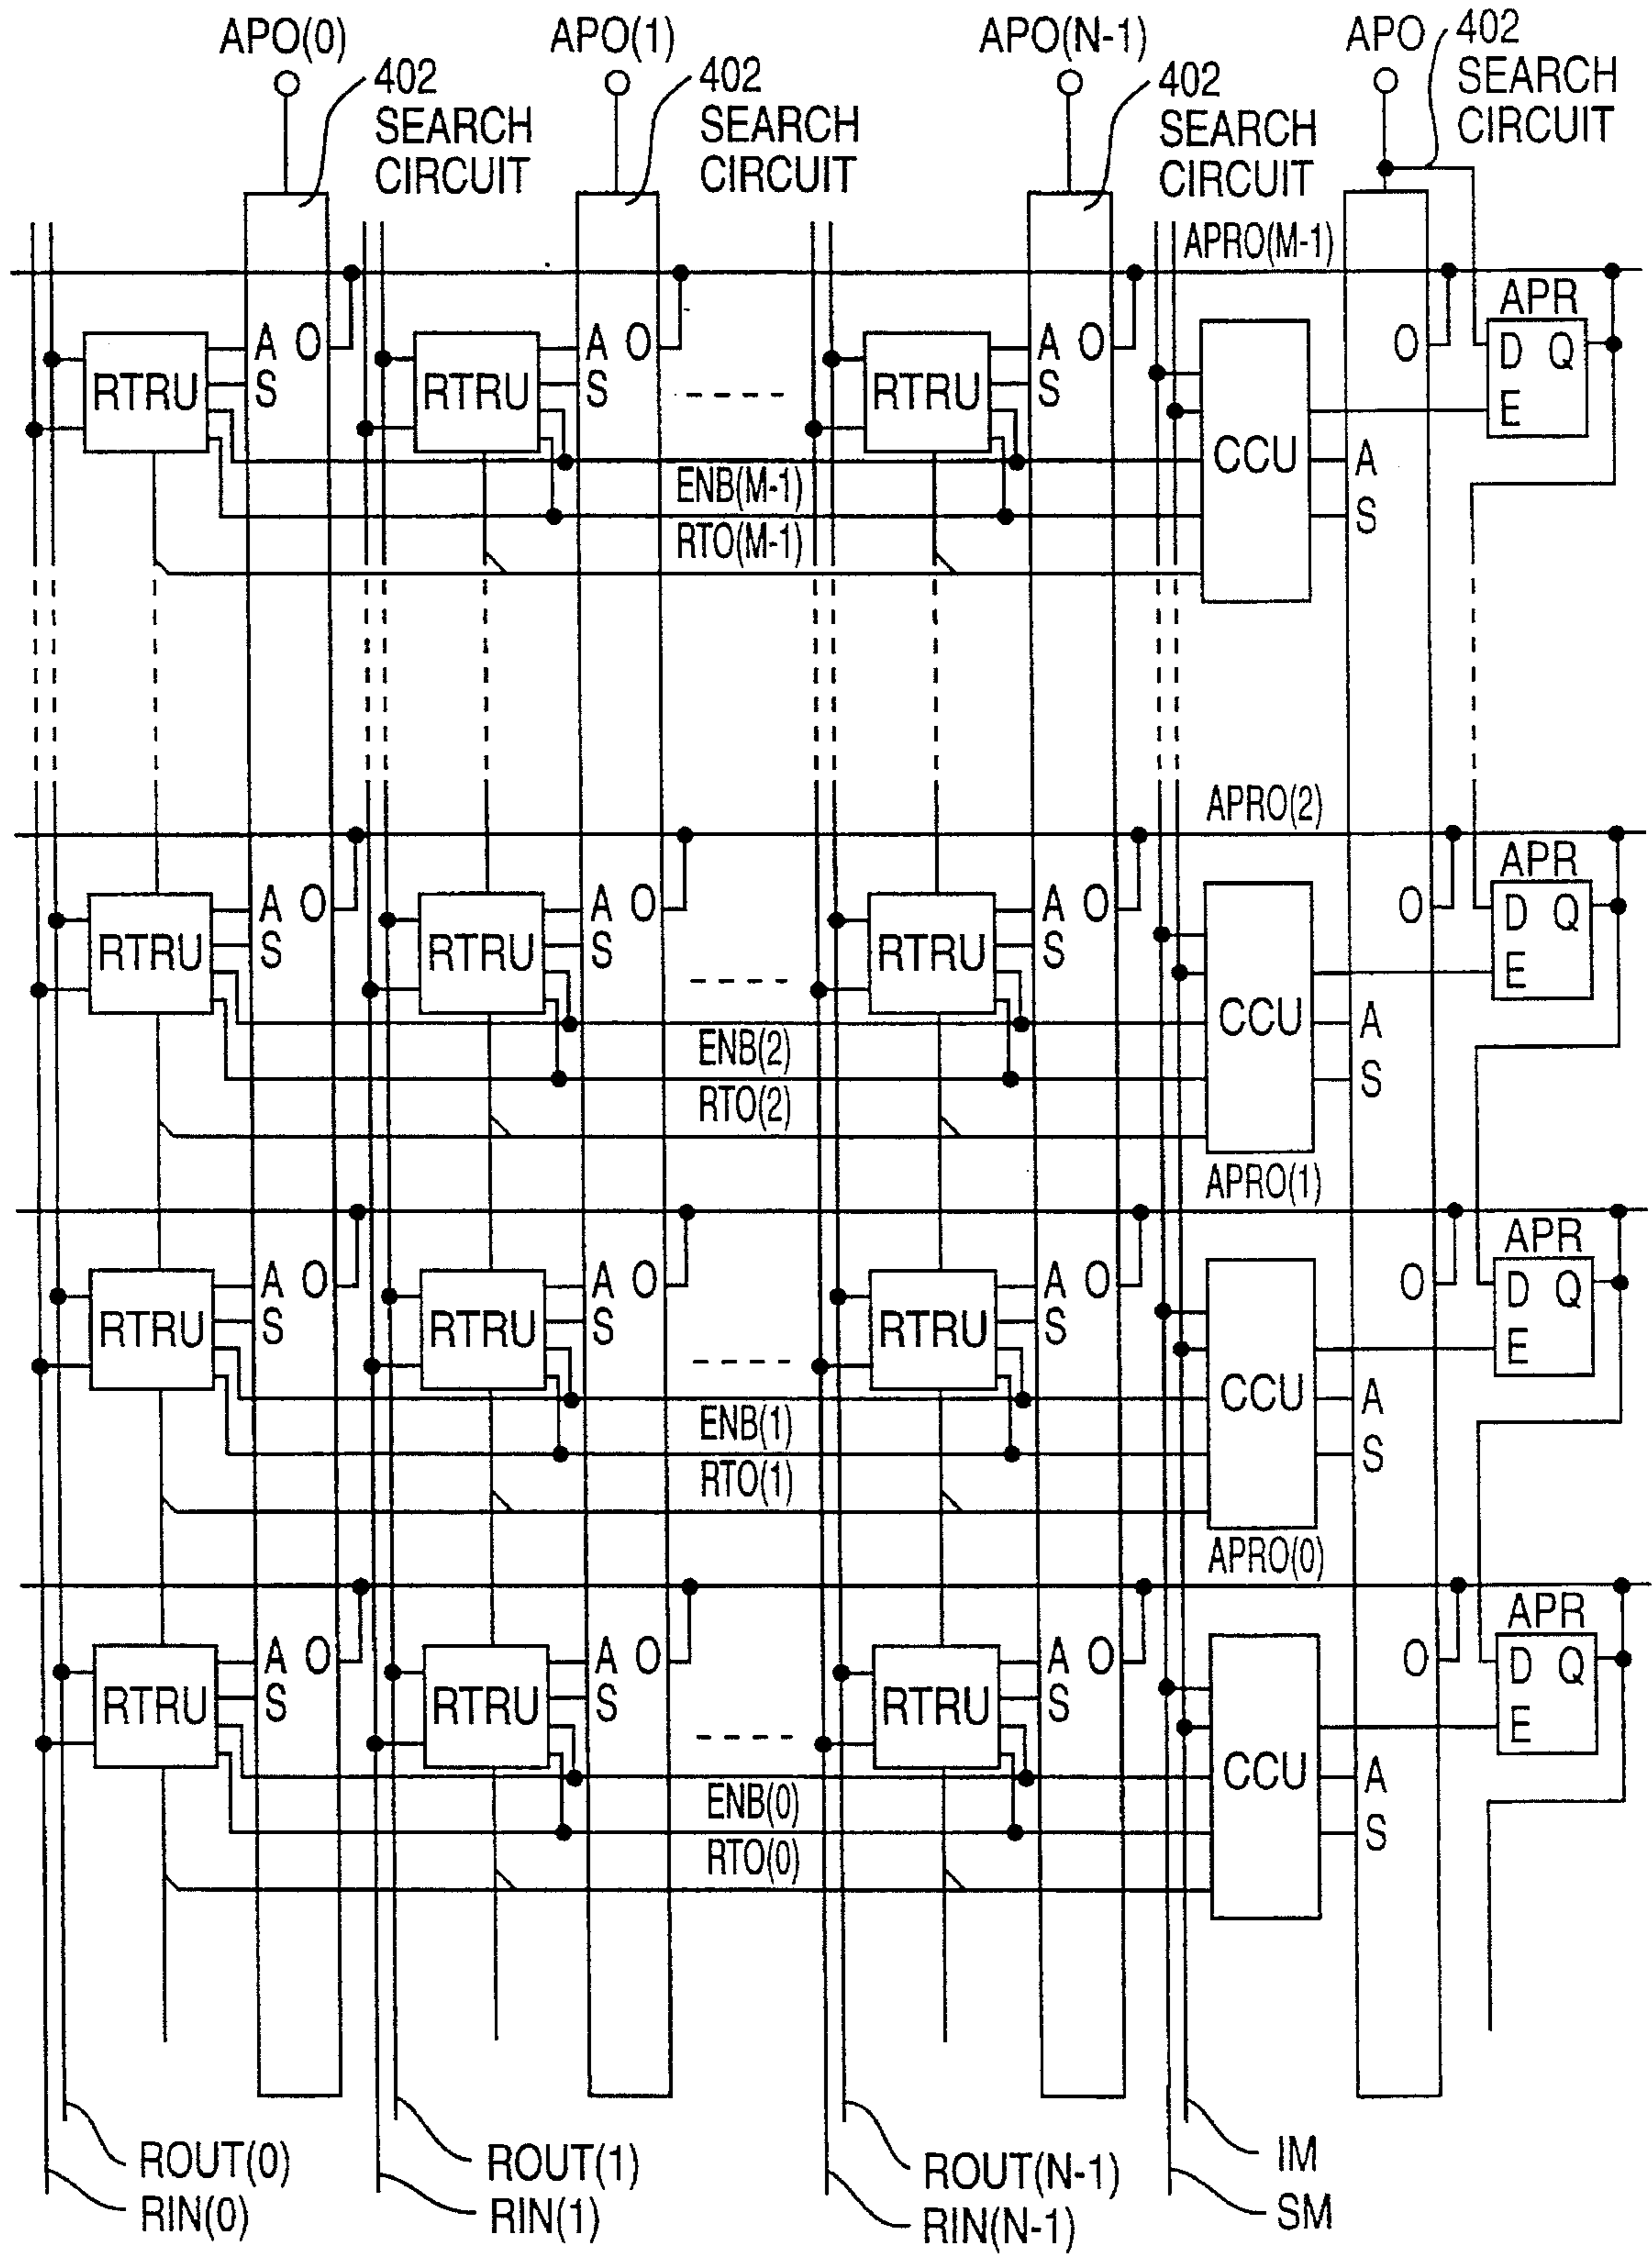 APO(0) APO(1) APO(N-1) APO 402
402 402 402 SEARCH
SEARCH SEARCH SEARCH CIRCUIT
CIRCUIT CIRCUIT CIRCUIT
APRO(M-1)
APR
A O A O A O O D Q
RTRU S RTRU S RTRU S E
CCU A
ENB(M-1)
S
RTO(M-1)
APRO(2)
APR
A O A O A O O D Q
RTRU S RTRU S RTRU S E
CCU A
ENB(2)
S
RTO(2)
APRO(1)
APR
A O A O A O O D Q
RTRU S RTRU S RTRU S E
CCU A
ENB(1)
S
RTO(1)
APRO(0)
APR
A O A O A O O D Q
RTRU S RTRU S RTRU S E
CCU A
ENB(0)
S
RTO(0)
ROUT(0) ROUT(1) ROUT(N-1) IM
RIN(0) RIN(1) RIN(N-1) SM